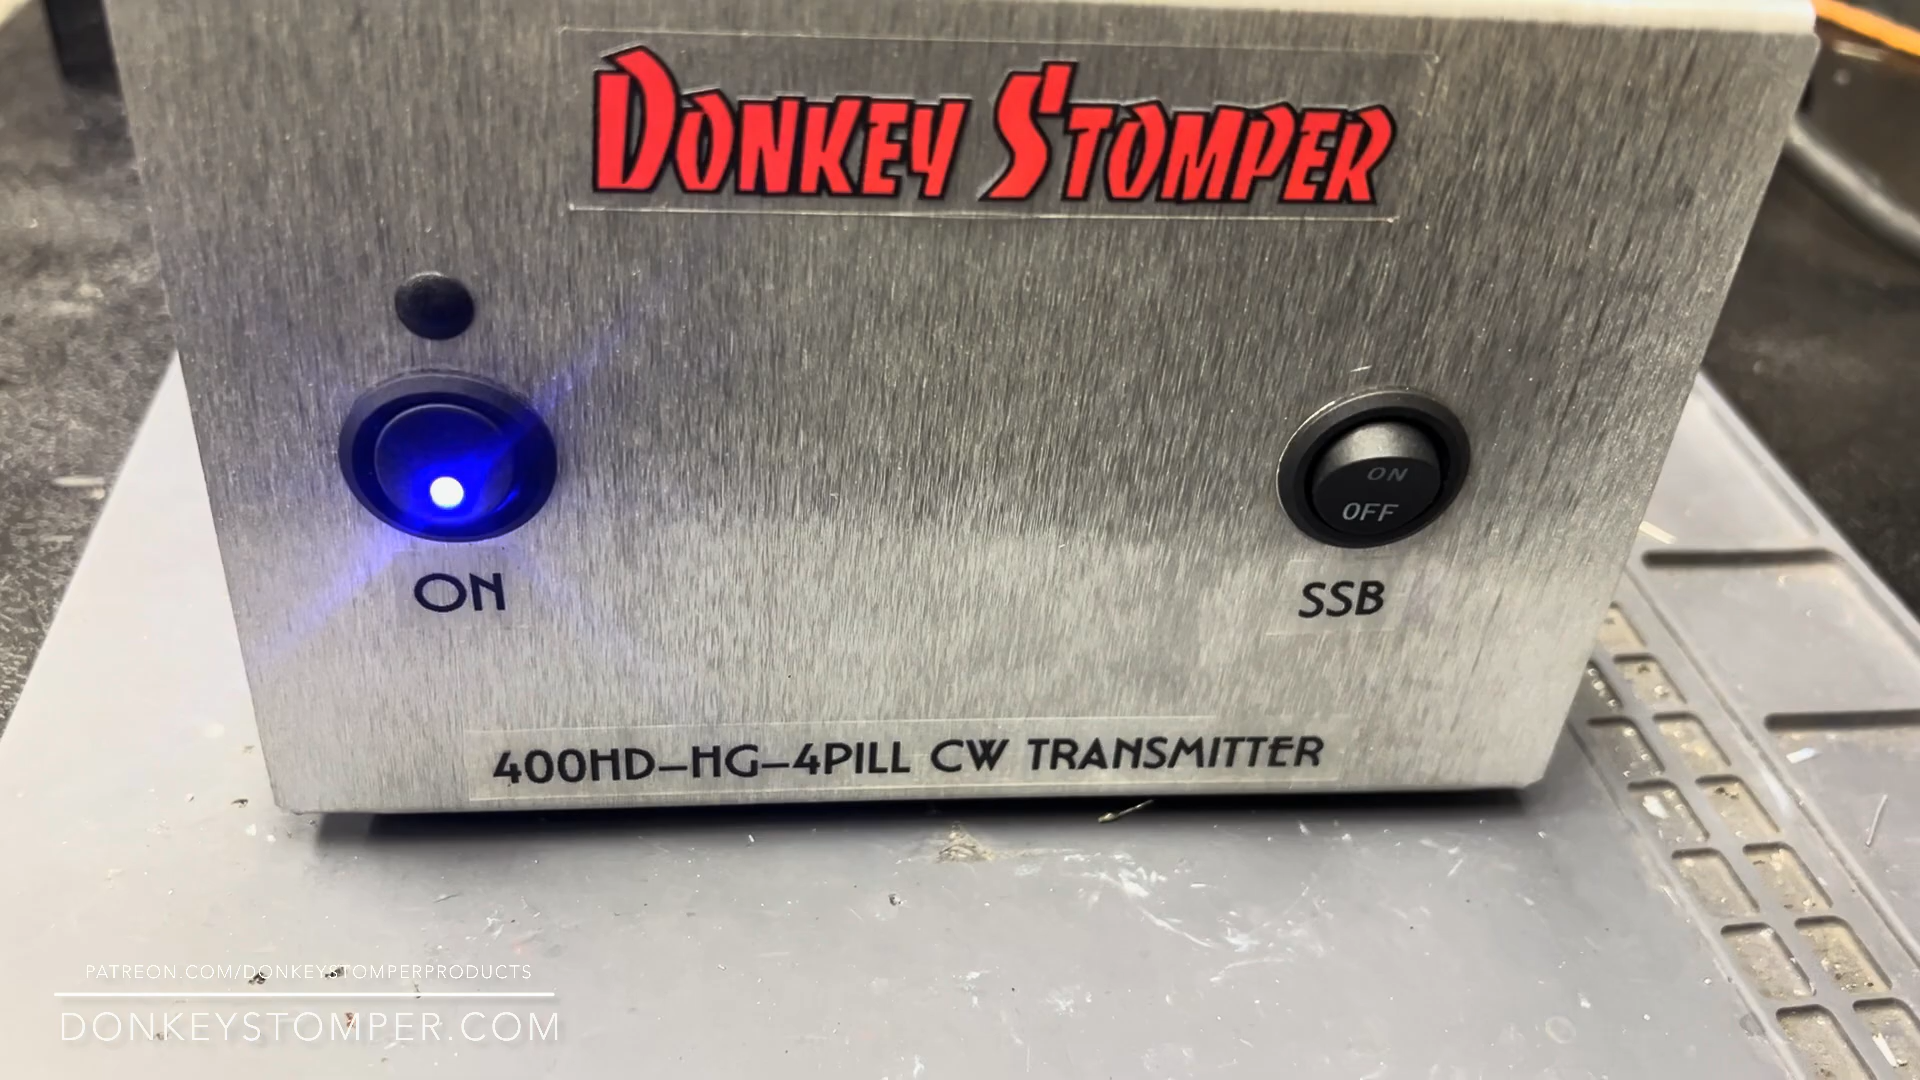 DONKEY STOMPER
ON
OFF
ON
SSB
400HD-HG-4PILL CW TRANSMITTER
PATREON.COM/DONKEYSTOMPERPRODUCTS
DONKEYSTOMPER.COM